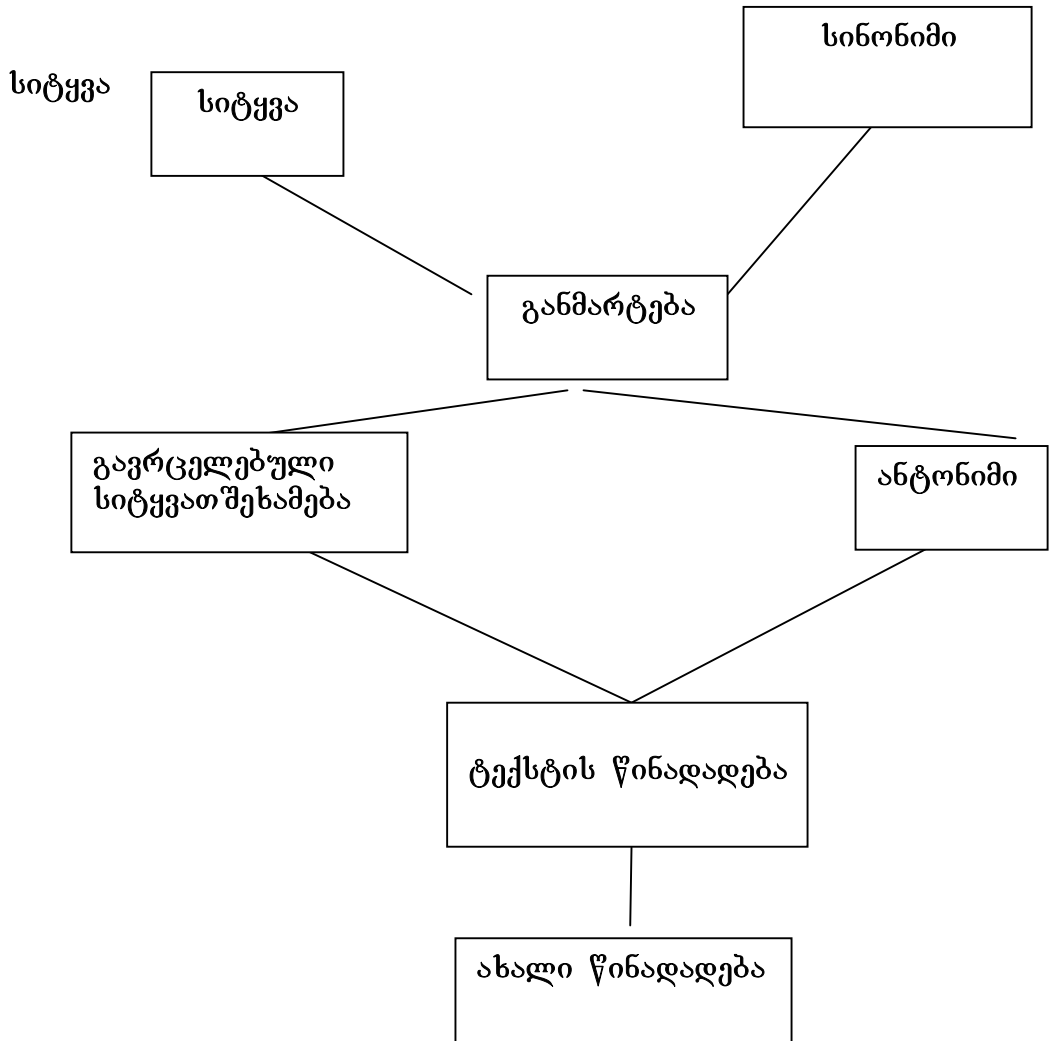 სინონიმი
სიტყვა
სიტყვა
განმარტება
გავრცელებული
სიტყვათშეხამება
ანტონიმი
ტექსტის წინადადება
ახალი წინადადება